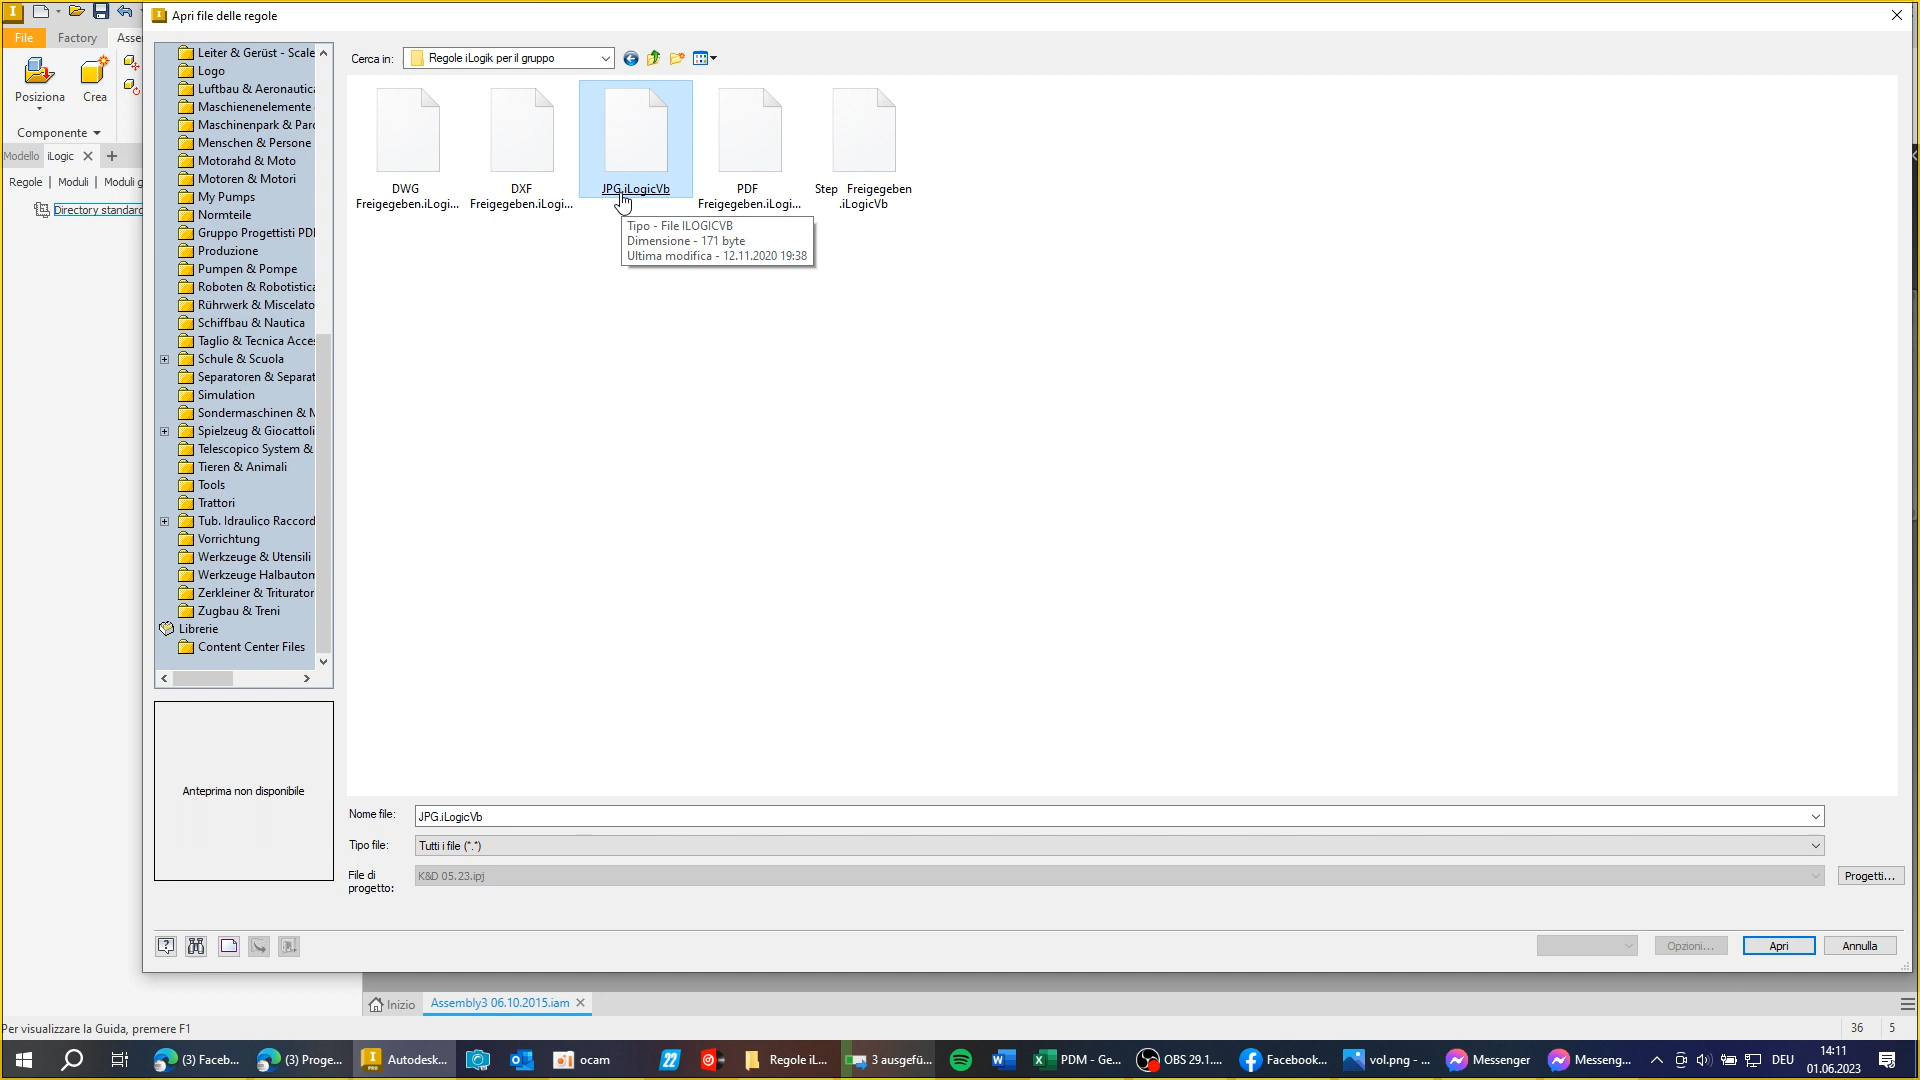 Apri file delle regole
File
Factory
Asse
Posiziona
Crea
Componente
Modello
iLogic
Regole
Moduli
Moduli g
Directory standard
Leiter & Gerüst - Scale
Logo
Luftbau & Aeronautica
Maschienenelemente
Maschinenpark & Parc
Menschen & Persone
Motorahd & Moto
Motoren & Motori
My Pumps
Normteile
Gruppo Progettisti PDI
Produzione
Pumpen & Pompe
Roboten & Robotistica
Rührwerk & Miscelato
Schiffbau & Nautica
Taglio & Tecnica Acces
Schule & Scuola
Separatoren & Separat
Simulation
Sondermaschinen & M
Spielzeug & Giocattoli
Telescopico System &
Tieren & Animali
Tools
Trattori
Tub. Idraulico Raccord
Vorrichtung
Werkzeuge & Utensili
Werkzeuge Halbautom
Zerkleiner & Triturator
Zugbau & Treni
Librerie
Content Center Files
Anteprima non disponibile
Cerca in:
Regole iLogik per il gruppo
DWG
Freigegeben.iLogi...
DXF
Freigegeben.iLogi...
JPG.iLogicVb
PDF
Freigegeben.iLogi...
Step Freigegeben
.iLogicVb
Tipo - File ILOGICVB
Dimensione - 171 byte
Ultima modifica - 12.11.2020 19:38
Nome file:
JPG.iLogicVb
Tipo file:
Tutti i file (*.*)
File di
progetto:
K&D 05.23.ipj
Progetti...
Opzioni...
Apri
Annulla
Inizio
Assembly3 06.10.2015.iam
Per visualizzare la Guida, premere F1
36
5
(3) Faceb...
(3) Proge...
Autodesk...
ocam
22
Regole iL...
3 ausgefü...
PDM - Ge...
OBS 29.1....
Facebook...
vol.png - ...
Messenger
Messeng...
DEU
14:11
01.06.2023